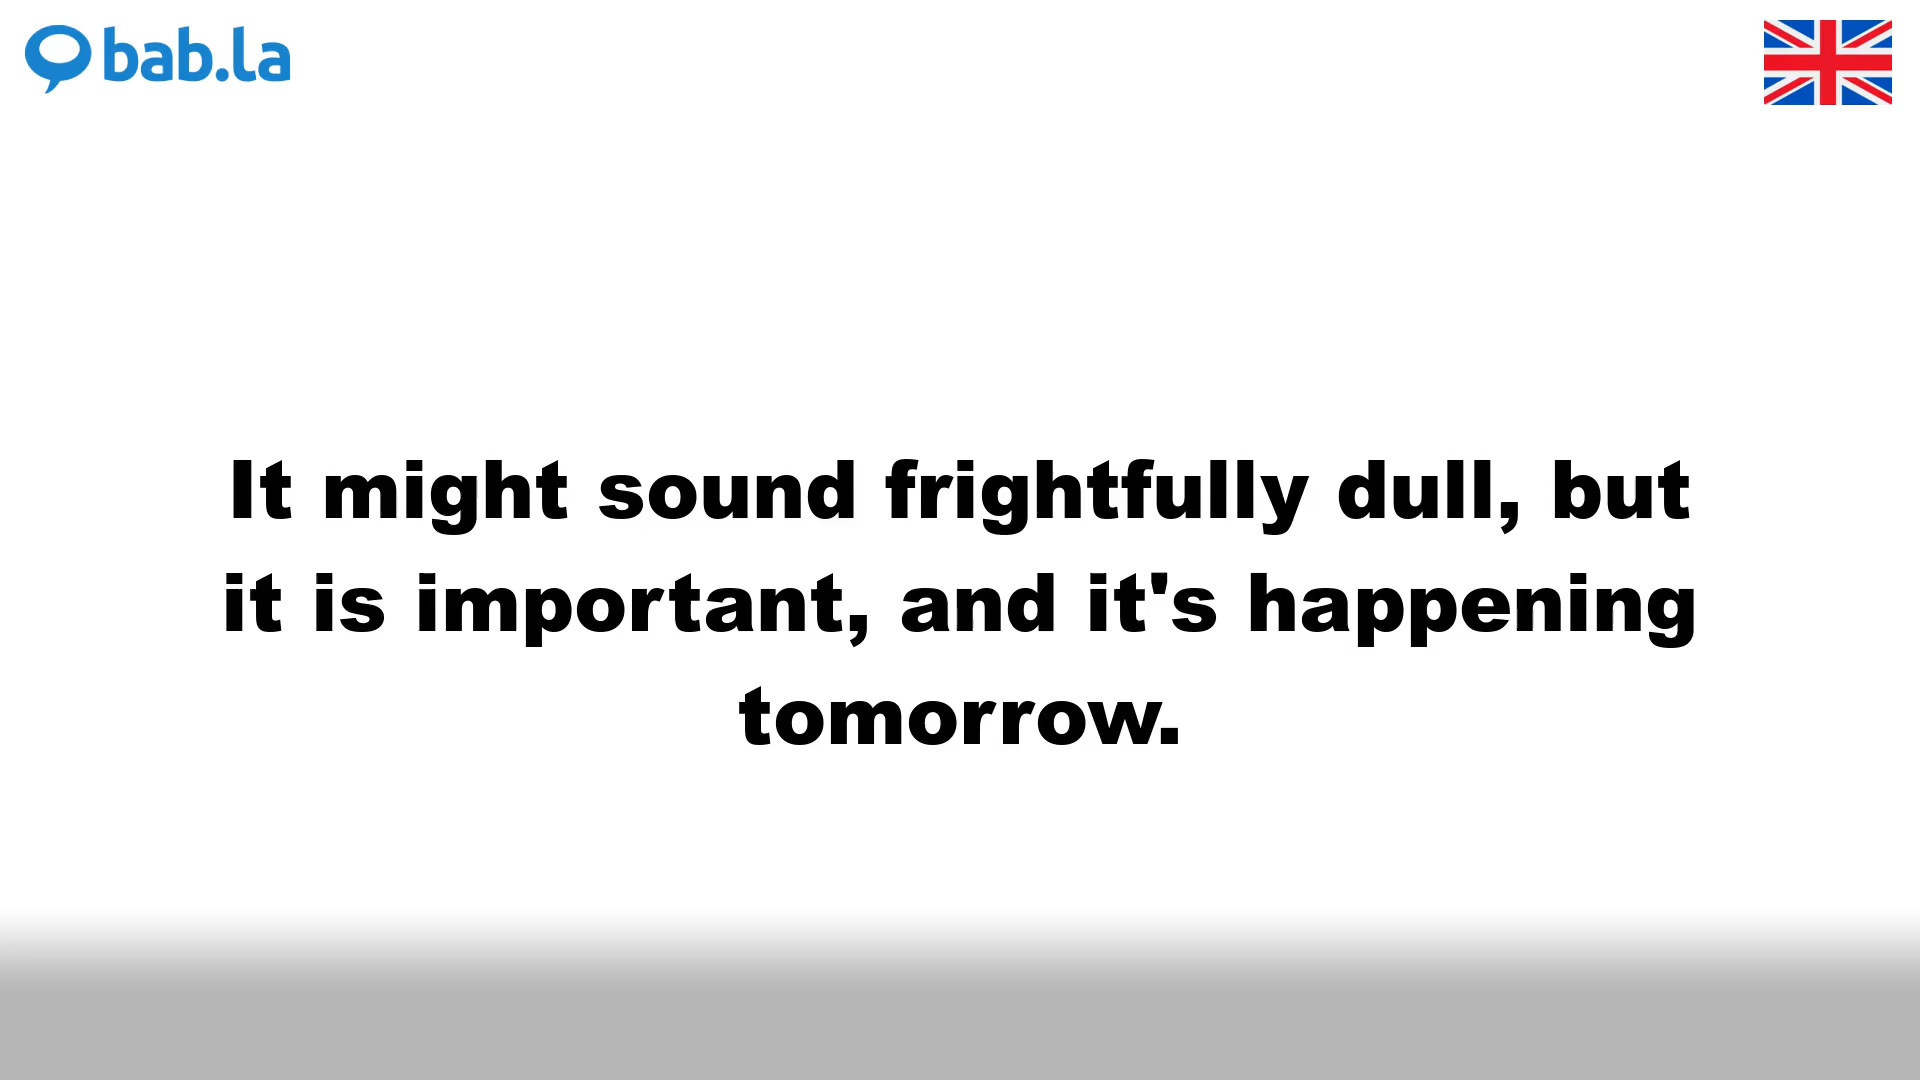 bab.la
It might sound frightfully dull, but
it is important, and it's happening
tomorrow.